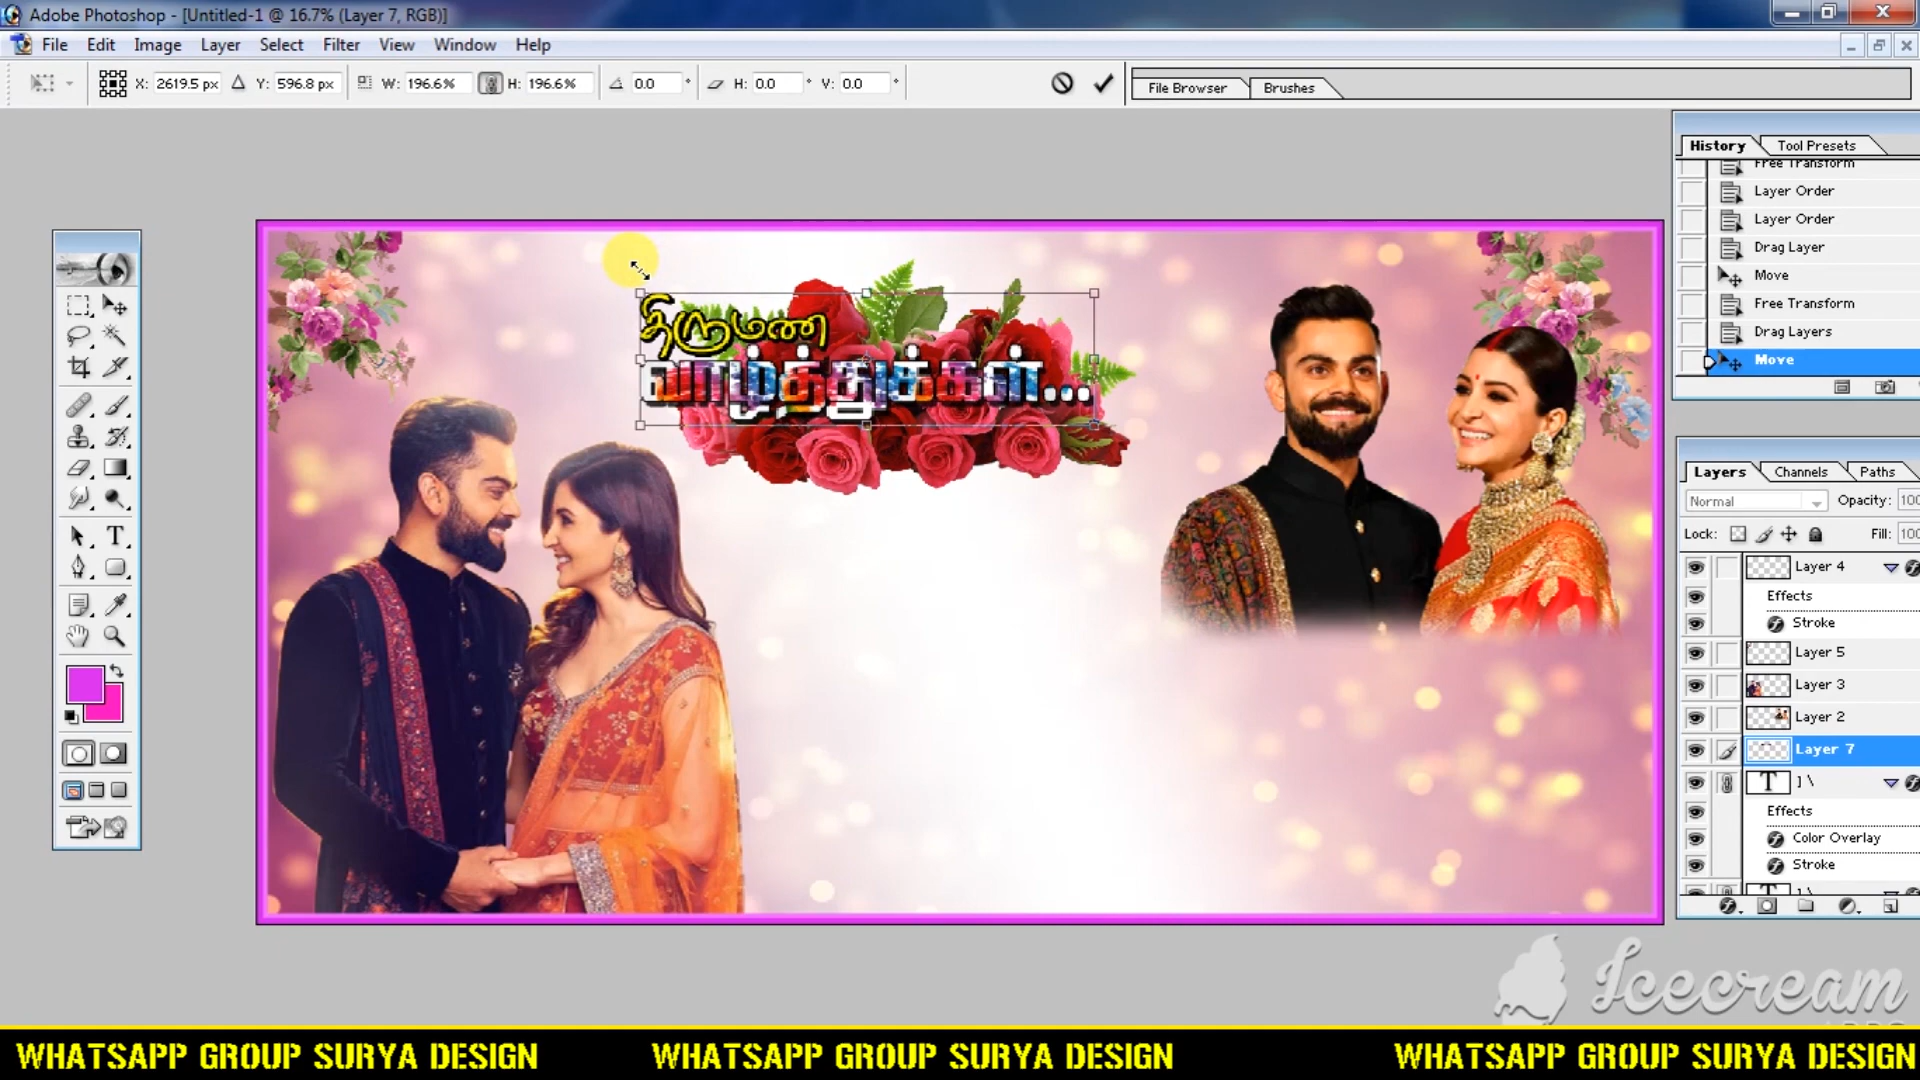 Adobe Photoshop - [Untitled-1 @ 16.7% (Layer 7, RGB)]
File Edit Image Layer Select Filter View Window Help
X: 2619.5 px Y: 596.8 px W: 196.6% H: 196.6% 0.0 ° H: 0.0 ° V: 0.0 °
File Browser Brushes
History Tool Presets
Free Transform
Layer Order
Layer Order
Drag Layer
Move
Free Transform
Drag Layers
Move
திருமண
வாழ்த்துக்கள்...
Layers Channels Paths
Normal Opacity: 100
Lock: Fill: 100
Layer 4
Effects
Stroke
Layer 5
Layer 3
Layer 2
Layer 7
T ] \
Effects
Color Overlay
Stroke
Icecream
WHATSAPP GROUP SURYA DESIGN WHATSAPP GROUP SURYA DESIGN WHATSAPP GROUP SURYA DESIGN